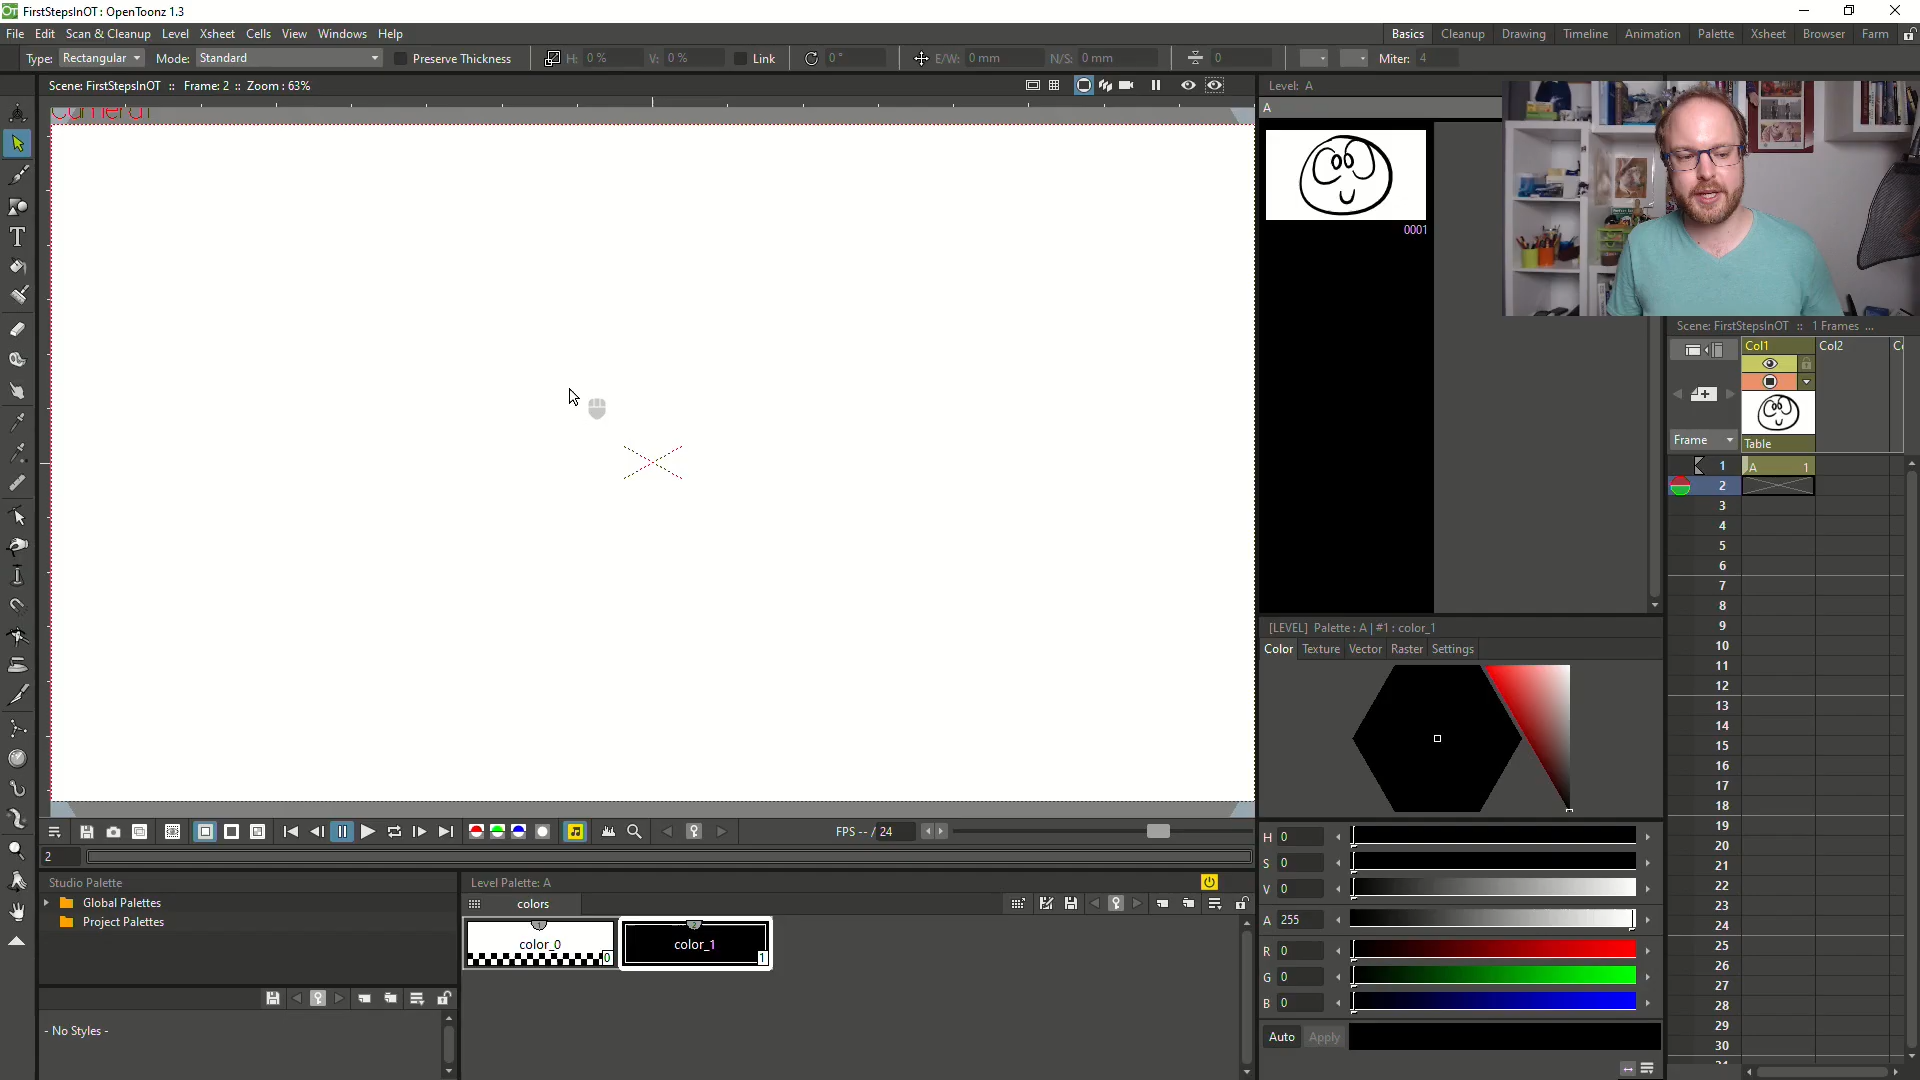 FirstStepsInOT : OpenToonz 1.3
File Edit Scan & Cleanup Level Xsheet Cells View Windows Help
Basics Cleanup Drawing Timeline Animation Palette Xsheet Browser Farm
Type: Rectangular Mode: Standard Preserve Thickness H: 0 % V: 0 % Link 0 ° E/W: 0 mm N/S: 0 mm 0 Miter: 4
Scene: FirstStepsInOT :: Frame: 2 :: Zoom : 63%
Level: A
A
0001
Scene: FirstStepsInOT :: 1 Frames ...
Col1 Col2
Frame
Table
1 A 1
2
3
4
5
6
7
8
9
10
11
12
13
14
15
16
17
18
19
20
21
22
23
24
25
26
27
28
29
30
[LEVEL] Palette : A | #1 : color_1
Color Texture Vector Raster Settings
H 0
S 0
V 0
A 255
R 0
G 0
B 0
Auto Apply
FPS -- / 24
2
Studio Palette
Global Palettes
Project Palettes
- No Styles -
Level Palette: A
colors
1 color_0 0
2 color_1 1